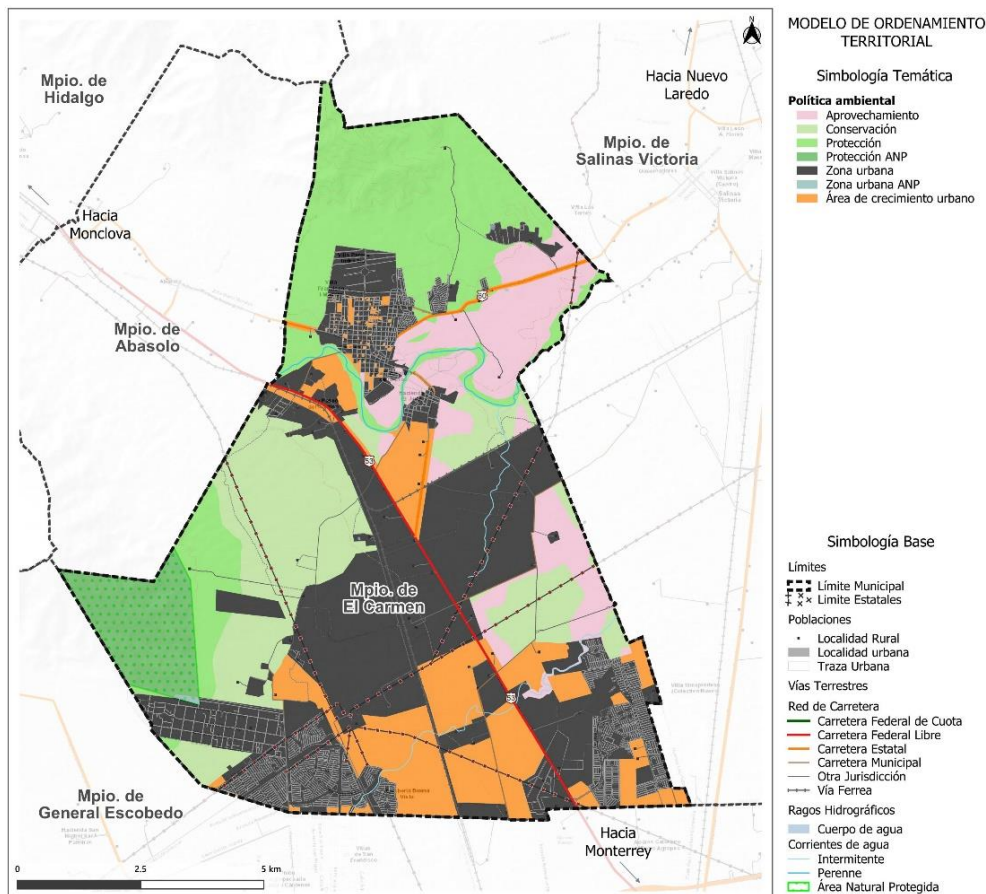 Mpio. de
Hidalgo
Hacia Nuevo
Laredo
Mpio. de
Salinas Victoria
Hacia
Monclova
Mpio. de
Abasolo
53
53
Mpio. de
El Carmen
Mpio. de
General Escobedo
Hacia
Monterrey
0
2.5
5 km
MODELO DE ORDENAMIENTO
TERRITORIAL
Simbología Temática
Política ambiental
Aprovechamiento
Conservación
Protección
Protección ANP
Zona urbana
Zona urbana ANP
Área de crecimiento urbano
Simbología Base
Límites
Límite Municipal
Limite Estatales
Poblaciones
Localidad Rural
Localidad urbana
Traza Urbana
Vías Terrestres
Red de Carretera
Carretera Federal de Cuota
Carretera Federal Libre
Carretera Estatal
Carretera Municipal
Otra Jurisdicción
Vía Ferrea
Ragos Hidrográficos
Cuerpo de agua
Corrientes de agua
Intermitente
Perenne
Área Natural Protegida